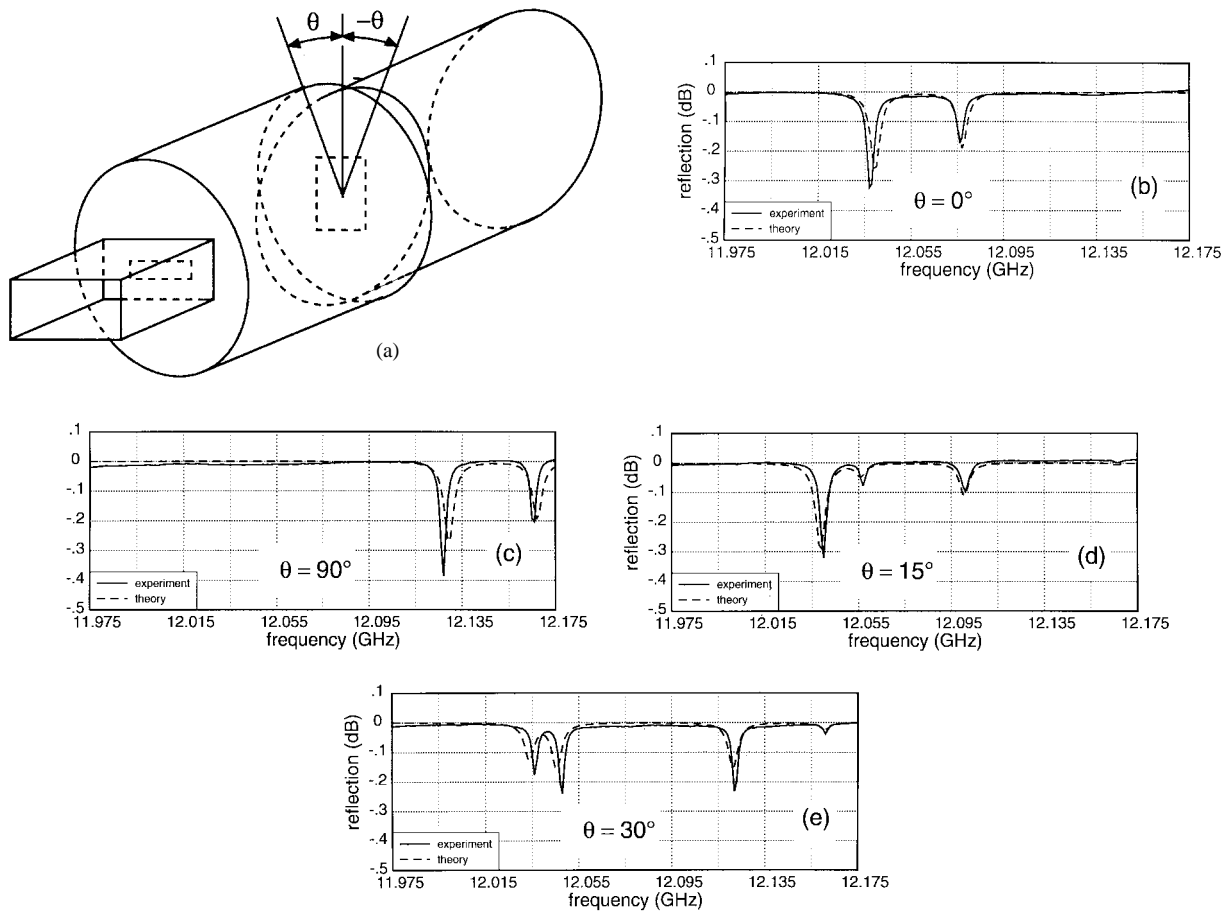 θ -θ
(a)
.1
0
-.1
-.2
-.3
-.4
-.5
reflection (dB)
(b)
θ = 0°
experiment
theory
11.975 12.015 12.055 12.095 12.135 12.175
frequency (GHz)
.1
0
-.1
-.2
-.3
-.4
-.5
reflection (dB)
(c)
θ = 90°
experiment
theory
11.975 12.015 12.055 12.095 12.135 12.175
frequency (GHz)
.1
0
-.1
-.2
-.3
-.4
-.5
reflection (dB)
(d)
θ = 15°
experiment
theory
11.975 12.015 12.055 12.095 12.135 12.175
frequency (GHz)
.1
0
-.1
-.2
-.3
-.4
-.5
reflection (dB)
(e)
θ = 30°
experiment
theory
11.975 12.015 12.055 12.095 12.135 12.175
frequency (GHz)